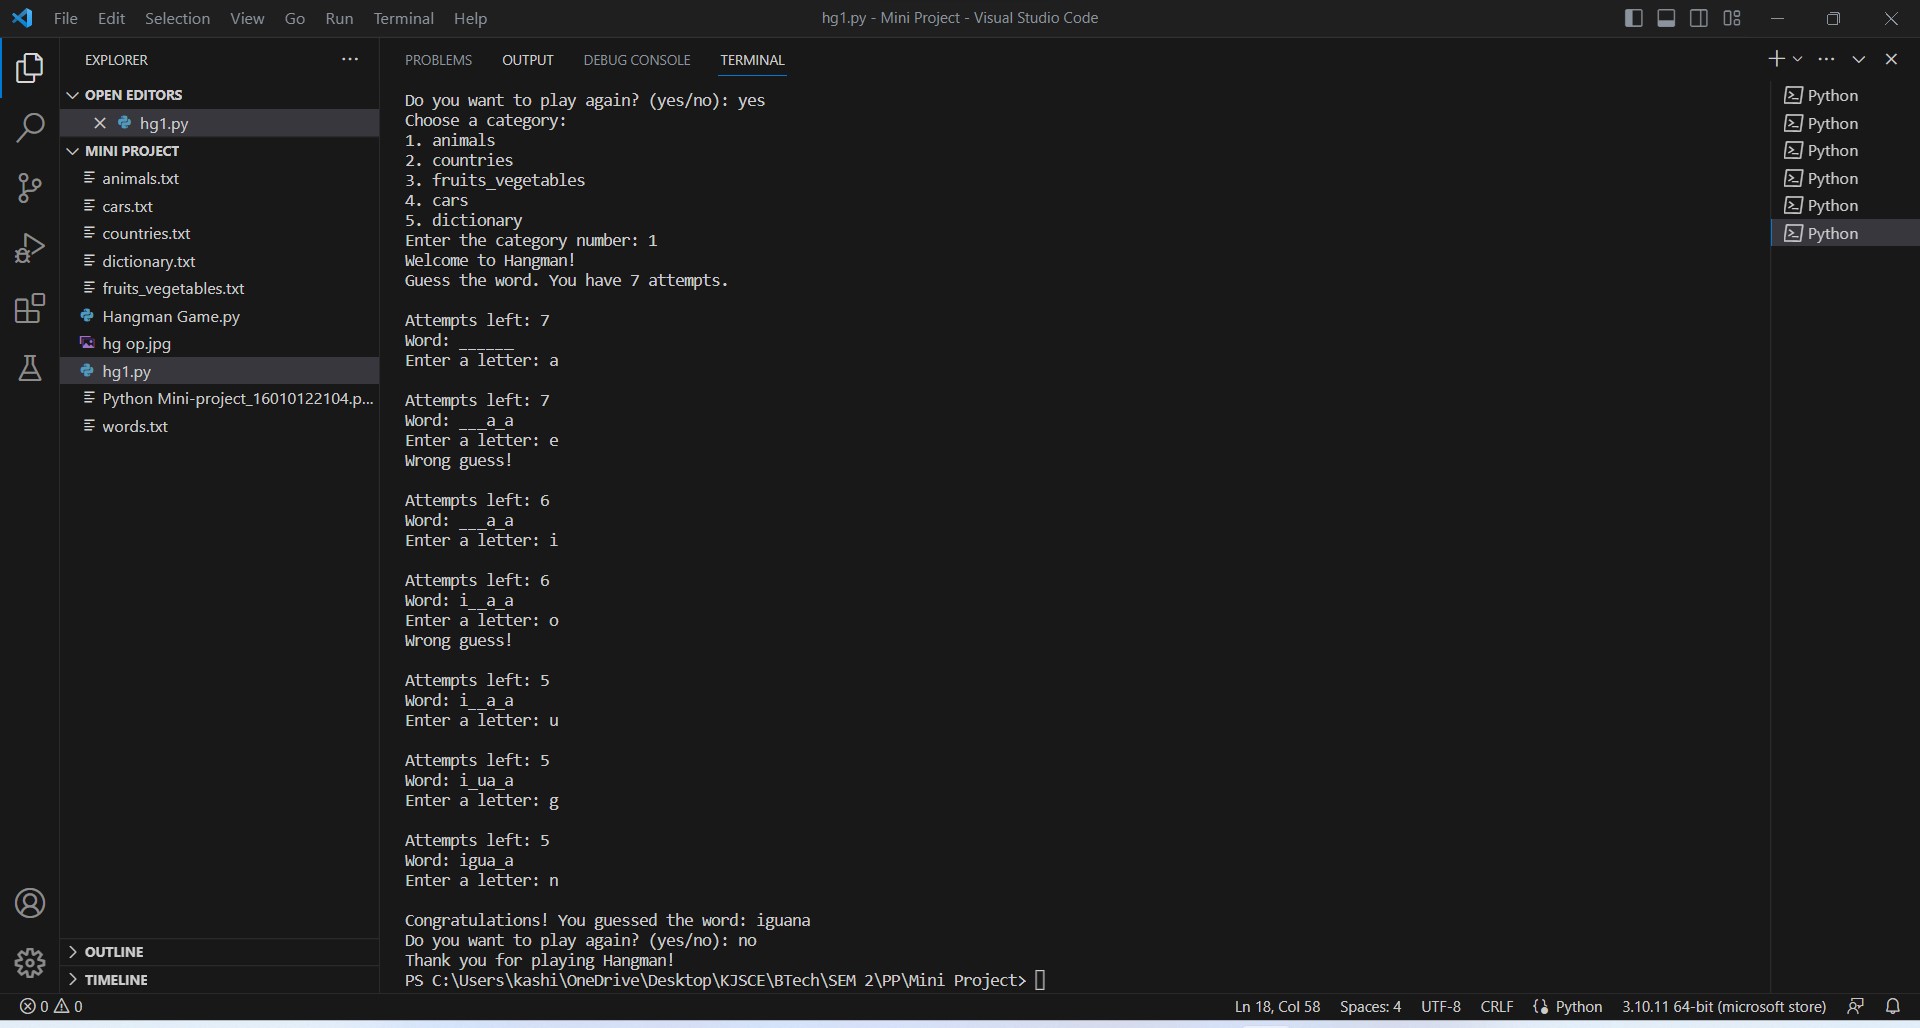 File Edit Selection View Go Run Terminal Help
hg1.py - Mini Project - Visual Studio Code
EXPLORER
OPEN EDITORS
hg1.py
MINI PROJECT
animals.txt
cars.txt
countries.txt
dictionary.txt
fruits_vegetables.txt
Hangman Game.py
hg op.jpg
hg1.py
Python Mini-project_16010122104.p...
words.txt
OUTLINE
TIMELINE
PROBLEMS OUTPUT DEBUG CONSOLE TERMINAL
Do you want to play again? (yes/no): yes
Choose a category:
1. animals
2. countries
3. fruits_vegetables
4. cars
5. dictionary
Enter the category number: 1
Welcome to Hangman!
Guess the word. You have 7 attempts.
Attempts left: 7
Word: ______
Enter a letter: a
Attempts left: 7
Word: ___a_a
Enter a letter: e
Wrong guess!
Attempts left: 6
Word: ___a_a
Enter a letter: i
Attempts left: 6
Word: i__a_a
Enter a letter: o
Wrong guess!
Attempts left: 5
Word: i__a_a
Enter a letter: u
Attempts left: 5
Word: i_ua_a
Enter a letter: g
Attempts left: 5
Word: igua_a
Enter a letter: n
Congratulations! You guessed the word: iguana
Do you want to play again? (yes/no): no
Thank you for playing Hangman!
PS C:\Users\kashi\OneDrive\Desktop\KJSCE\BTech\SEM 2\PP\Mini Project>
Python
Python
Python
Python
Python
Python
0 0
Ln 18, Col 58 Spaces: 4 UTF-8 CRLF Python 3.10.11 64-bit (microsoft store)